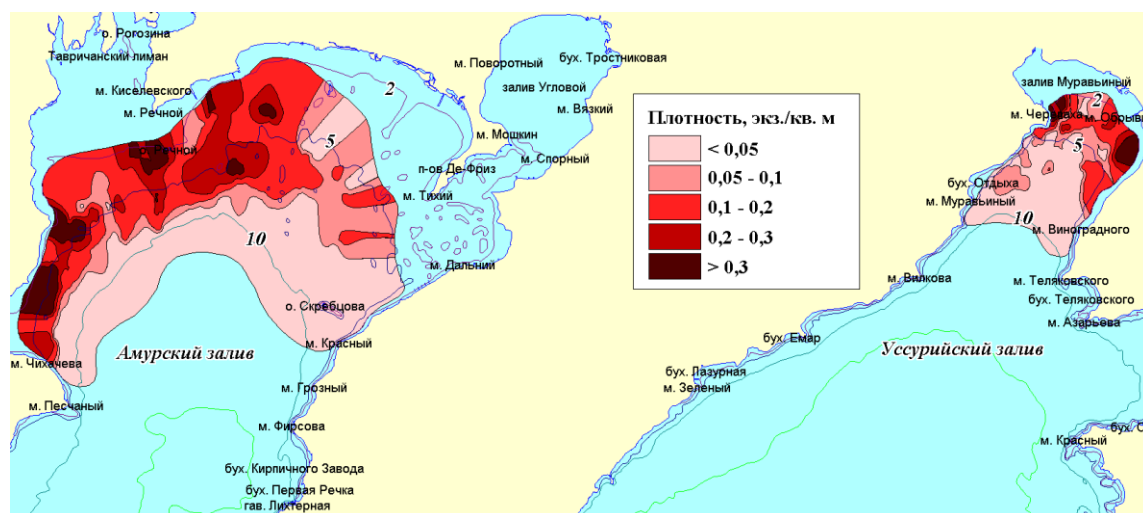 о. Рогозина
Тавричанский лиман
м. Киселевского
м. Речной
2
м. Поворотный
бух. Тростниковая
залив Угловой
м. Вязкий
м. Мошкин
м. Спорный
п-ов Де-Фриз
м. Тихий
5
10
м. Дальний
о. Скребцова
м. Красный
Амурский залив
м. Чихачева
м. Грозный
м. Песчаный
м. Фирсова
бух. Кирпичного Завода
бух. Первая Речка
гав. Лихтерная
Плотность, экз./кв. м
< 0,05
0,05 - 0,1
0,1 - 0,2
0,2 - 0,3
> 0,3
залив Муравьиный
2
м. Черепаха
м. Обрыв
5
бух. Отдыха
м. Муравьиный
10
м. Виноградного
м. Вилкова
м. Теляковского
бух. Теляковского
м. Азарьева
бух. Емар
Уссурийский залив
бух. Лазурная
м. Зеленый
м. Красный
бух. С